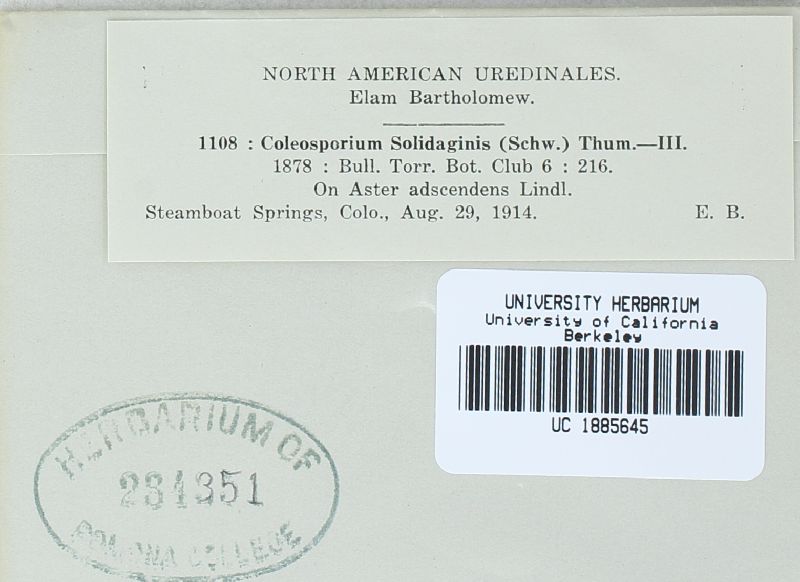 NORTH AMERICAN UREDINALES.
Elam Bartholomew.
1108 : Coleosporium Solidaginis (Schw.) Thum.—III.
1878 : Bull. Torr. Bot. Club 6 : 216.
On Aster adscendens Lindl.
Steamboat Springs, Colo., Aug. 29, 1914. E. B.
UNIVERSITY HERBARIUM
University of California
Berkeley
UC 1885645
HERBARIUM OF
231351
POMONA COLLEGE